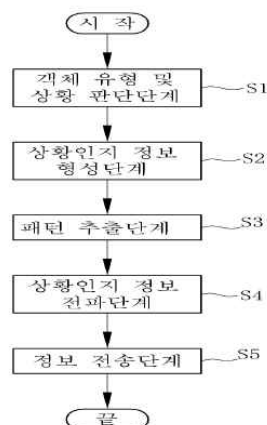 시 작
객체 유형 및
상황 판단단계
S1
상황인지 정보
형성단계
S2
패턴 추출단계
S3
상황인지 정보
전파단계
S4
정보 전송단계
S5
끝